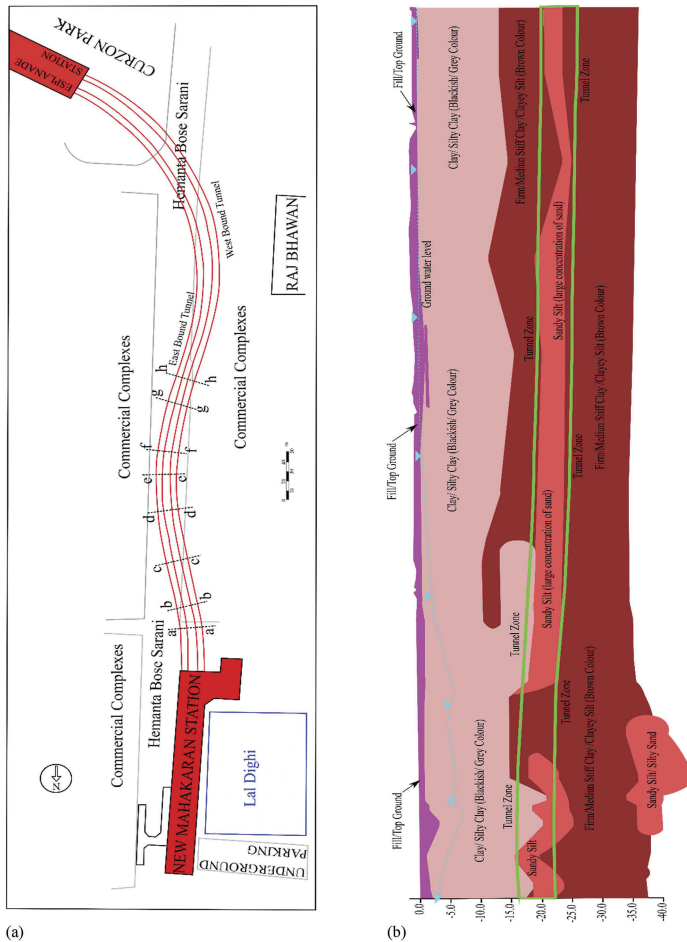 (a)
ESPLANADE
STATION
CURZON PARK
Hemanta Bose Sarani
West Bound Tunnel
East Bound Tunnel
RAJ BHAWAN
Commercial Complexes
Commercial Complexes
h
h
g
g
f
f
e
e
d
d
c
c
b
b
a
a
Commercial Complexes
Hemanta Bose Sarani
NEW MAHAKARAN STATION
Lal Dighi
UNDERGROUND
PARKING
N
(b)
Fill/Top Ground
Fill/Top Ground
Fill/Top Ground
Ground water level
Clay/ Silty Clay (Blackish/ Grey Colour)
Clay/ Silty Clay (Blackish/ Grey Colour)
Clay/ Silty Clay (Blackish/ Grey Colour)
Firm/Medium Stiff Clay /Clayey Silt (Brown Colour)
Tunnel Zone
Tunnel Zone
Tunnel Zone
Sandy Silt
Sandy Silt (large concentration of sand)
Sandy Silt (large concentration of sand)
Tunnel Zone
Tunnel Zone
Tunnel Zone
Firm/Mediun Stiff Clay /Clayey Silt (Brown Colour)
Firm/Mediun Stiff Clay /Clayey Silt (Brown Colour)
Sandy Silt/ Silty Sand
0.0
-5.0
-10.0
-15.0
-20.0
-25.0
-30.0
-35.0
-40.0